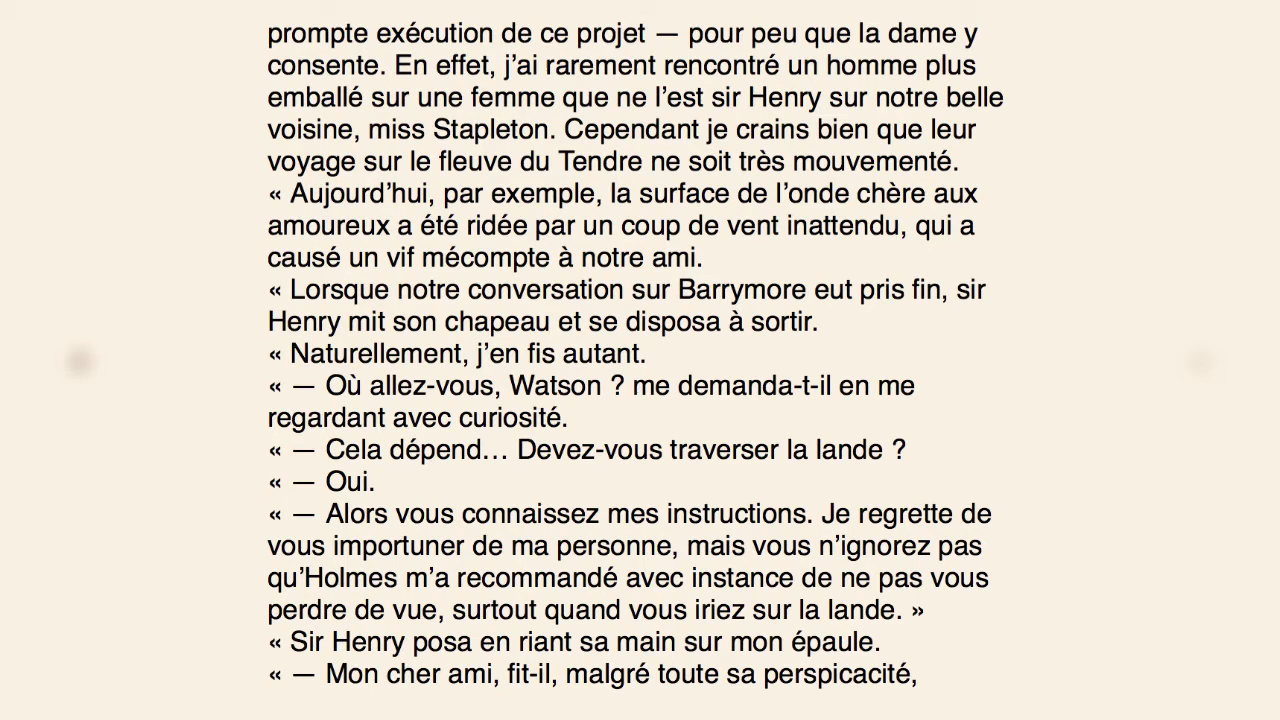 prompte exécution de ce projet — pour peu que la dame y
consente. En effet, j’ai rarement rencontré un homme plus
emballé sur une femme que ne l’est sir Henry sur notre belle
voisine, miss Stapleton. Cependant je crains bien que leur
voyage sur le fleuve du Tendre ne soit très mouvementé.
« Aujourd’hui, par exemple, la surface de l’onde chère aux
amoureux a été ridée par un coup de vent inattendu, qui a
causé un vif mécompte à notre ami.
« Lorsque notre conversation sur Barrymore eut pris fin, sir
Henry mit son chapeau et se disposa à sortir.
« Naturellement, j’en fis autant.
« — Où allez-vous, Watson ? me demanda-t-il en me
regardant avec curiosité.
« — Cela dépend… Devez-vous traverser la lande ?
« — Oui.
« — Alors vous connaissez mes instructions. Je regrette de
vous importuner de ma personne, mais vous n’ignorez pas
qu’Holmes m’a recommandé avec instance de ne pas vous
perdre de vue, surtout quand vous iriez sur la lande. »
« Sir Henry posa en riant sa main sur mon épaule.
« — Mon cher ami, fit-il, malgré toute sa perspicacité,